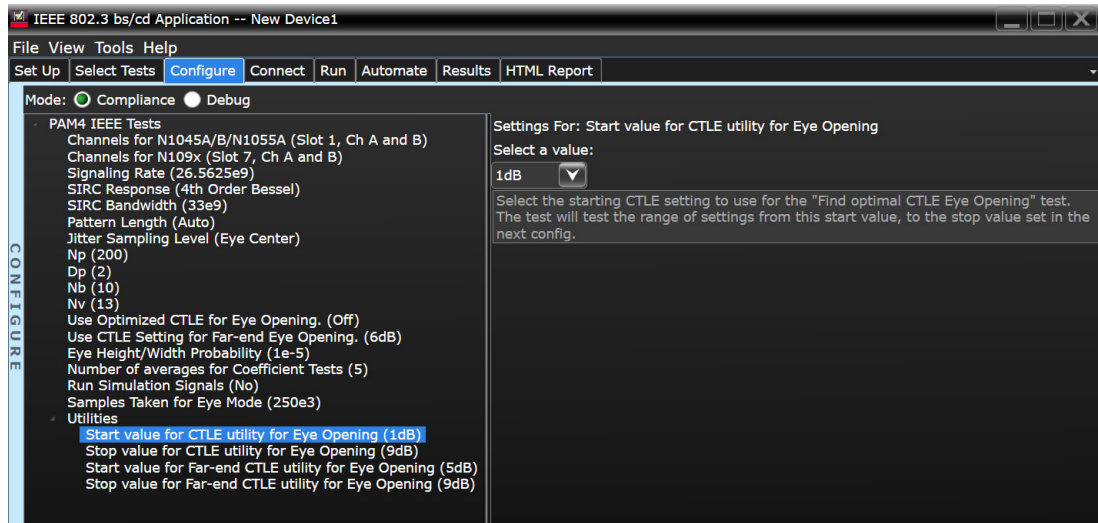 IEEE 802.3 bs/cd Application -- New Device1
File View Tools Help
Set Up Select Tests Configure Connect Run Automate Results HTML Report
Mode: Compliance Debug
CONFIGURE
PAM4 IEEE Tests
Channels for N1045A/B/N1055A (Slot 1, Ch A and B)
Channels for N109x (Slot 7, Ch A and B)
Signaling Rate (26.5625e9)
SIRC Response (4th Order Bessel)
SIRC Bandwidth (33e9)
Pattern Length (Auto)
Jitter Sampling Level (Eye Center)
Np (200)
Dp (2)
Nb (10)
Nv (13)
Use Optimized CTLE for Eye Opening. (Off)
Use CTLE Setting for Far-end Eye Opening. (6dB)
Eye Height/Width Probability (1e-5)
Number of averages for Coefficient Tests (5)
Run Simulation Signals (No)
Samples Taken for Eye Mode (250e3)
Utilities
Start value for CTLE utility for Eye Opening (1dB)
Stop value for CTLE utility for Eye Opening (9dB)
Start value for Far-end CTLE utility for Eye Opening (5dB)
Stop value for Far-end CTLE utility for Eye Opening (9dB)
Settings For: Start value for CTLE utility for Eye Opening
Select a value:
1dB
Select the starting CTLE setting to use for the "Find optimal CTLE Eye Opening" test.
The test will test the range of settings from this start value, to the stop value set in the
next config.